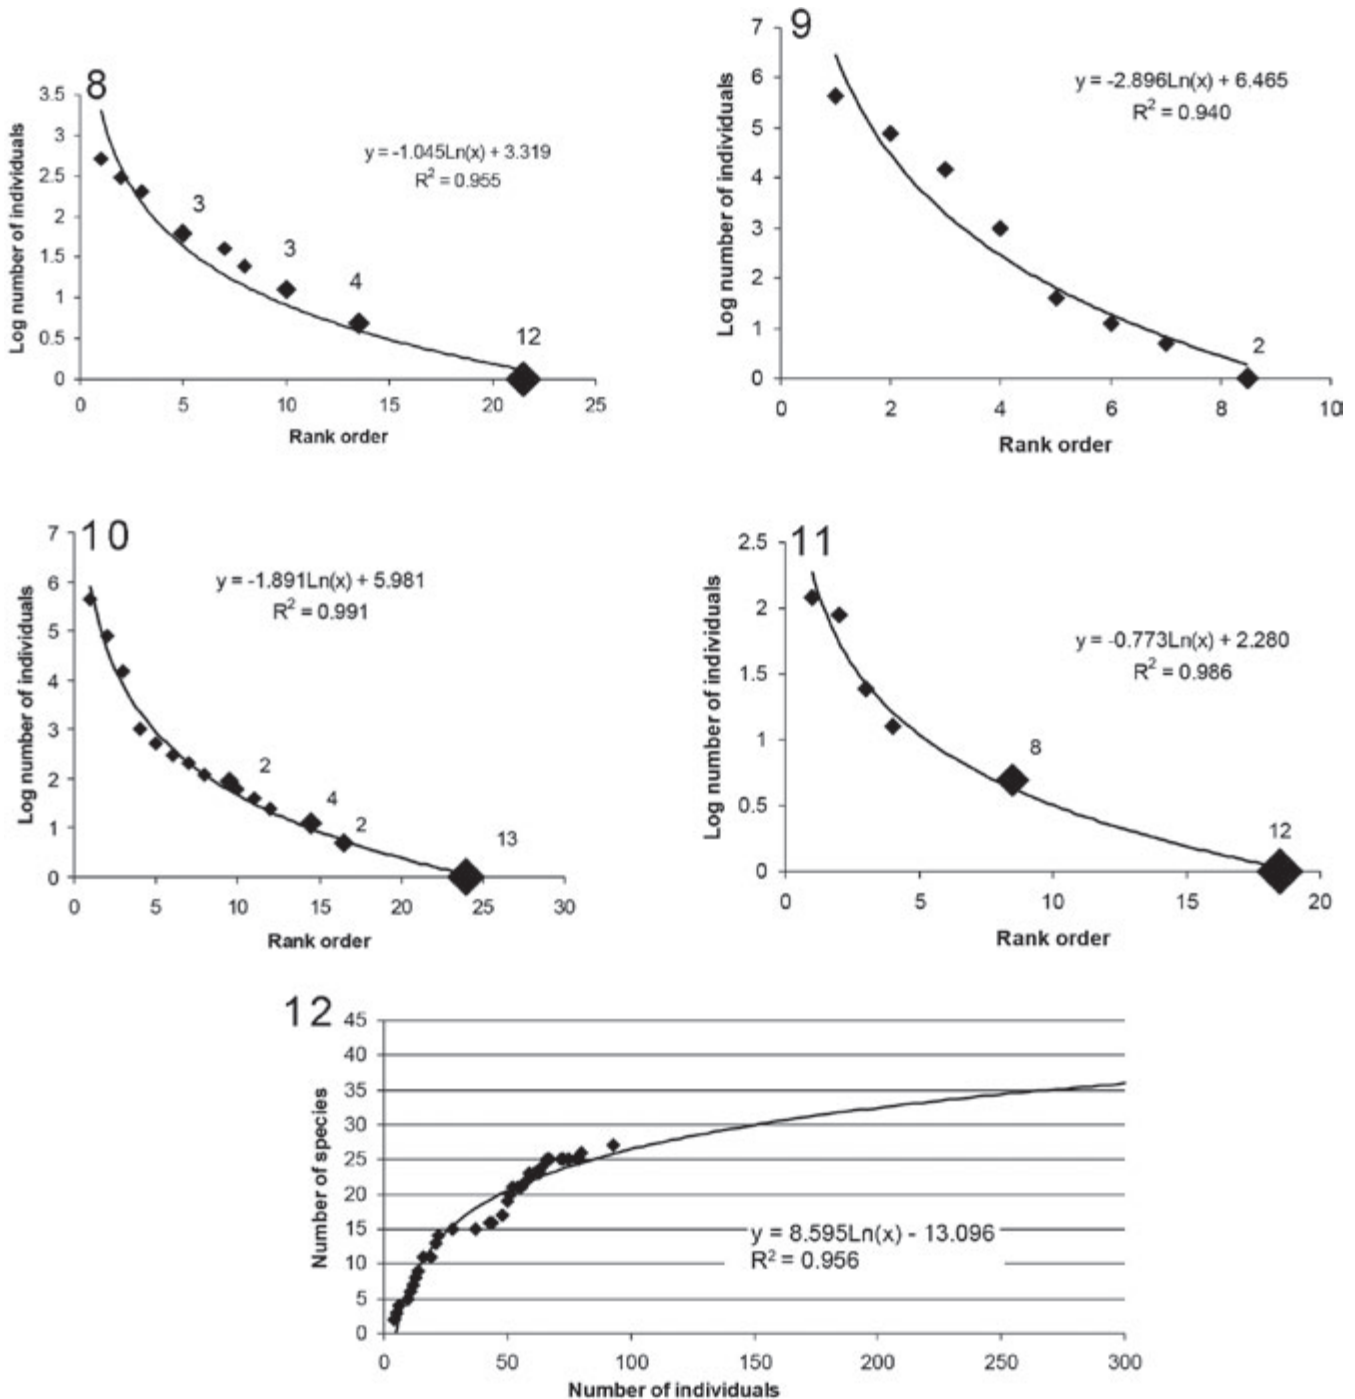 8
3.5
3
2.5
2
1.5
1
0.5
0
Log number of individuals
y = -1.045Ln(x) + 3.319
R² = 0.955
3
3
4
12
0 5 10 15 20 25
Rank order
9
7
6
5
4
3
2
1
0
Log number of individuals
y = -2.896Ln(x) + 6.465
R² = 0.940
2
0 2 4 6 8 10
Rank order
10
7
6
5
4
3
2
1
0
Log number of individuals
y = -1.891Ln(x) + 5.981
R² = 0.991
2
4
2
13
0 5 10 15 20 25 30
Rank order
11
2.5
2
1.5
1
0.5
0
Log number of individuals
y = -0.773Ln(x) + 2.280
R² = 0.986
8
12
0 5 10 15 20
Rank order
12
45
40
35
30
25
20
15
10
5
0
Number of species
y = 8.595Ln(x) - 13.096
R² = 0.956
0 50 100 150 200 250 300
Number of individuals